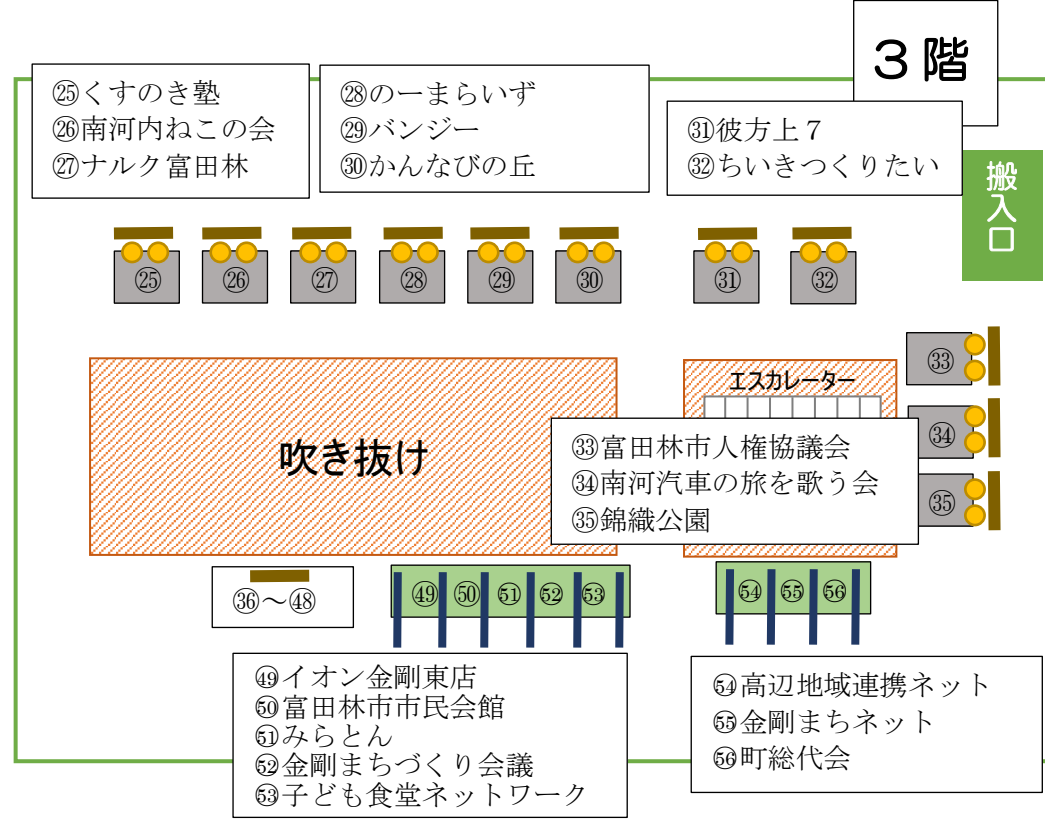 ３階
㉕くすのき塾
㉖南河内ねこの会
㉗ナルク富田林
㉘のーまらいず
㉙バンジー
㉚かんなびの丘
㉛彼方上７
㉜ちいきつくりたい
搬入口
㉕
㉖
㉗
㉘
㉙
㉚
㉛
㉜
㉝
㉞
㉟
エスカレーター
吹き抜け
㉝富田林市人権協議会
㉞南河汽車の旅を歌う会
㉟錦織公園
㊱～㊽
㊾
㊿
51
52
53
54
55
56
㊾イオン金剛東店
㊿富田林市市民会館
51みらとん
52金剛まちづくり会議
53子ども食堂ネットワーク
54高辺地域連携ネット
55金剛まちネット
56町総代会